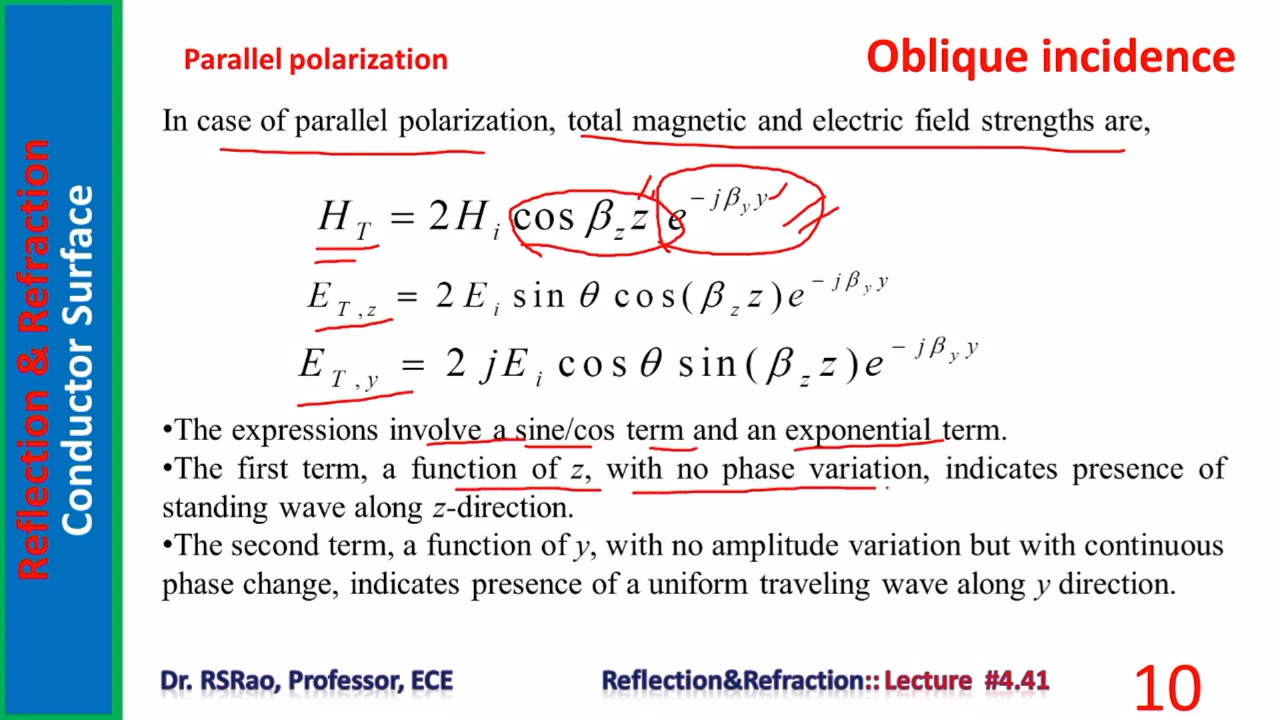 Reflection & Refraction
Conductor Surface
Parallel polarization
Oblique incidence
In case of parallel polarization, total magnetic and electric field strengths are,
H_T = 2H_i cos β_z z e^{-jβ_y y}
E_{T,z} = 2E_i sin θ cos(β_z z)e^{-jβ_y y}
E_{T,y} = 2jE_i cos θ sin(β_z z)e^{-jβ_y y}
•The expressions involve a sine/cos term and an exponential term.
•The first term, a function of z, with no phase variation, indicates presence of
standing wave along z-direction.
•The second term, a function of y, with no amplitude variation but with continuous
phase change, indicates presence of a uniform traveling wave along y direction.
Dr. RSRao, Professor, ECE
Reflection&Refraction:: Lecture #4.41
10